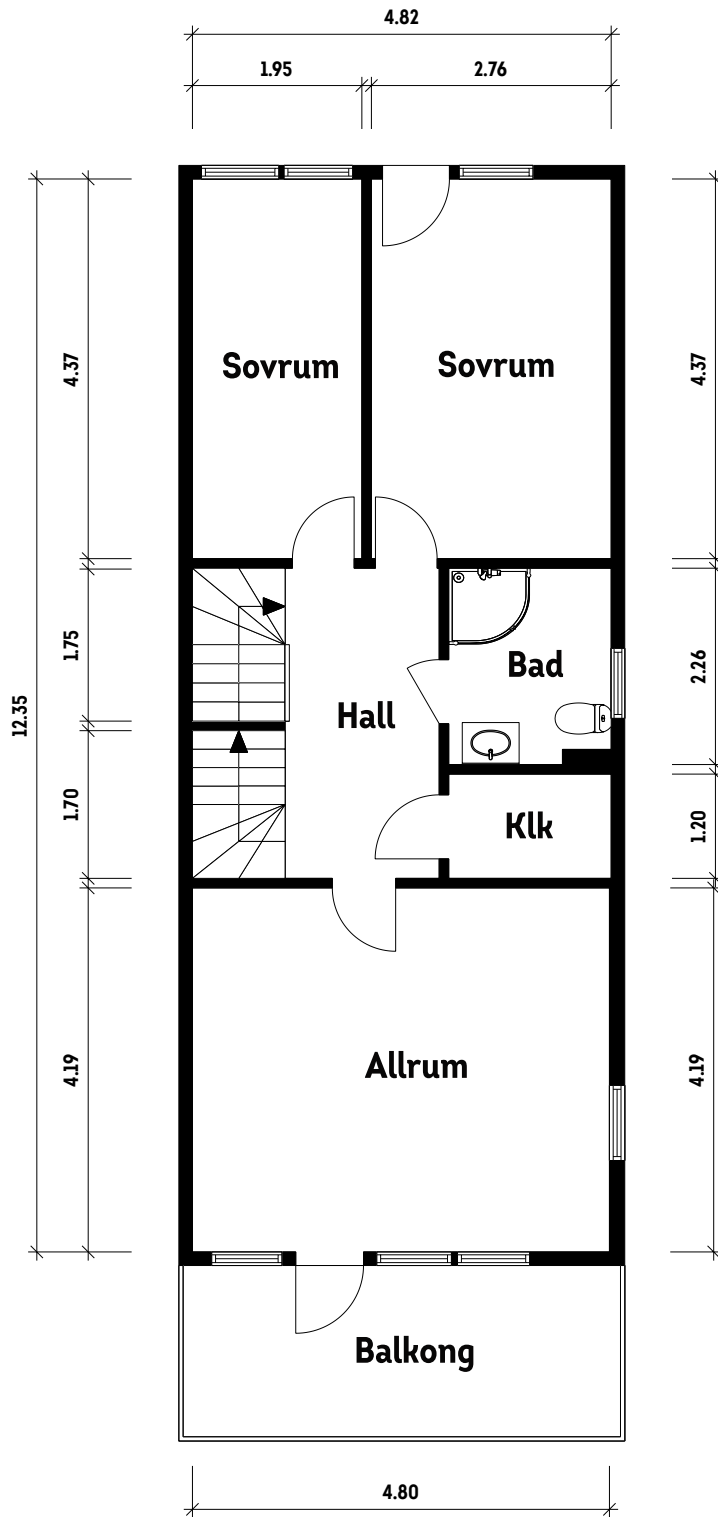 4.82
1.95
2.76
Sovrum
Sovrum
4.37
4.37
1.75
12.35
Hall
Bad
2.26
1.70
Klk
1.20
4.19
Allrum
4.19
Balkong
4.80